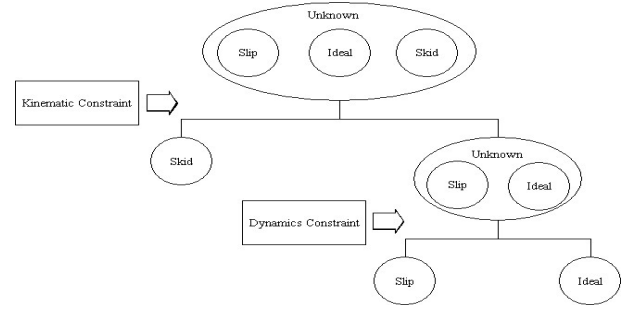 Unknown
Slip
Ideal
Skid
Kinematic Constraint
Skid
Unknown
Slip
Ideal
Dynamics Constraint
Slip
Ideal